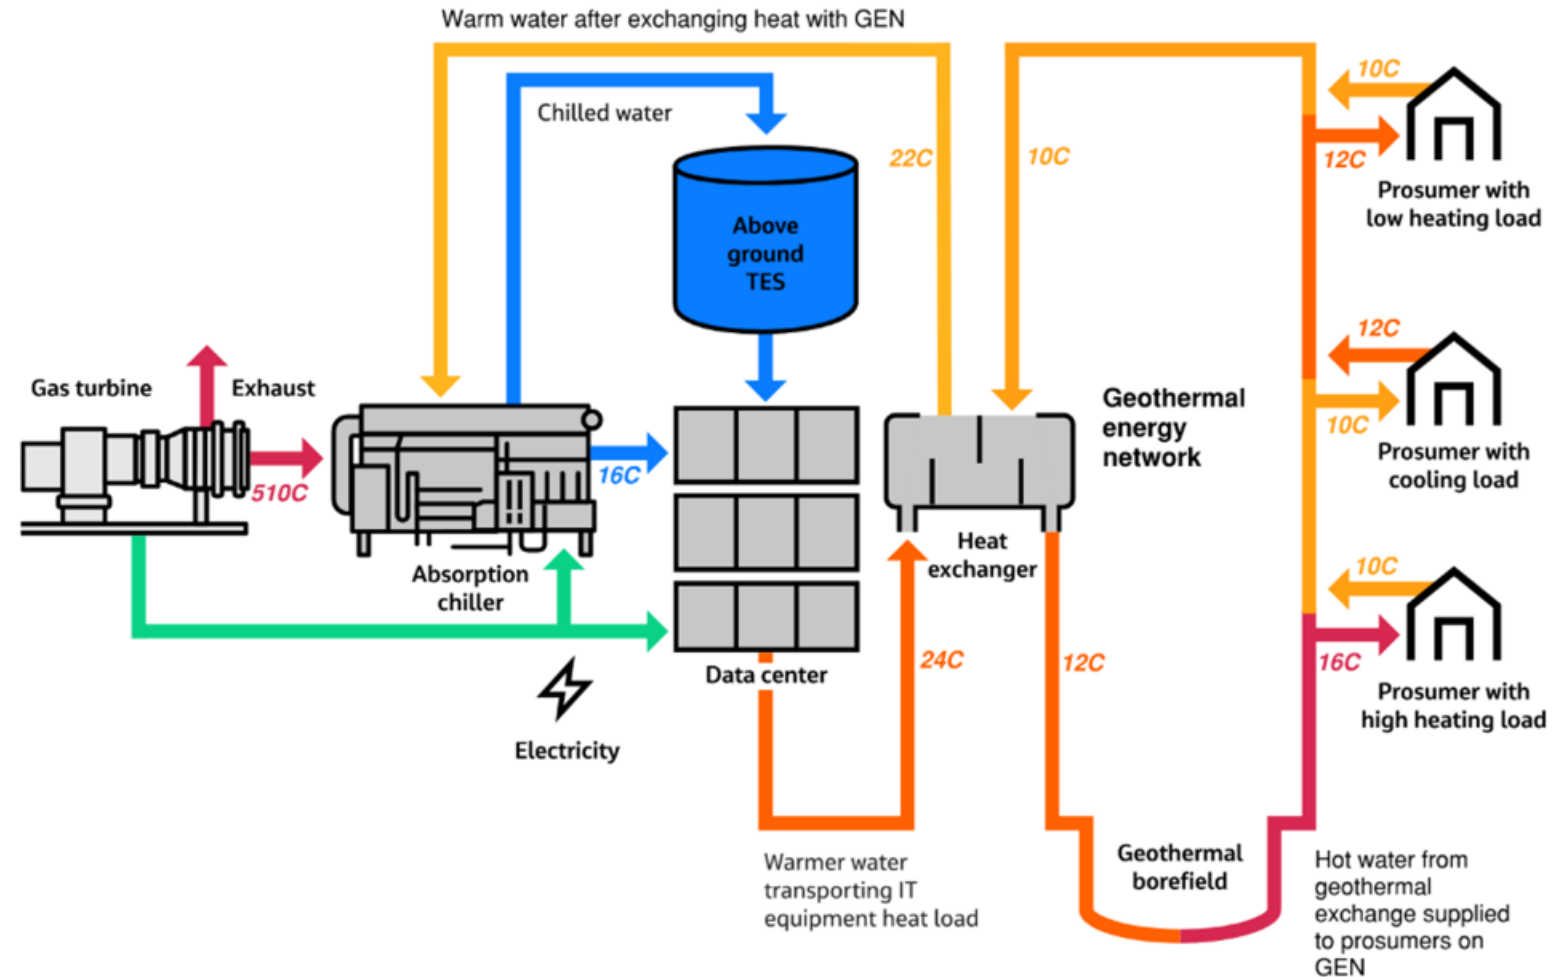 Warm water after exchanging heat with GEN
Chilled water
Above
ground
TES
22C
10C
10C
12C
Prosumer with
low heating load
Gas turbine
Exhaust
510C
16C
Absorption
chiller
Electricity
Data center
Heat
exchanger
24C
12C
Geothermal
energy
network
12C
10C
Prosumer with
cooling load
10C
16C
Prosumer with
high heating load
Warmer water
transporting IT
equipment heat load
Geothermal
borefield
Hot water from
geothermal
exchange supplied
to prosumers on
GEN